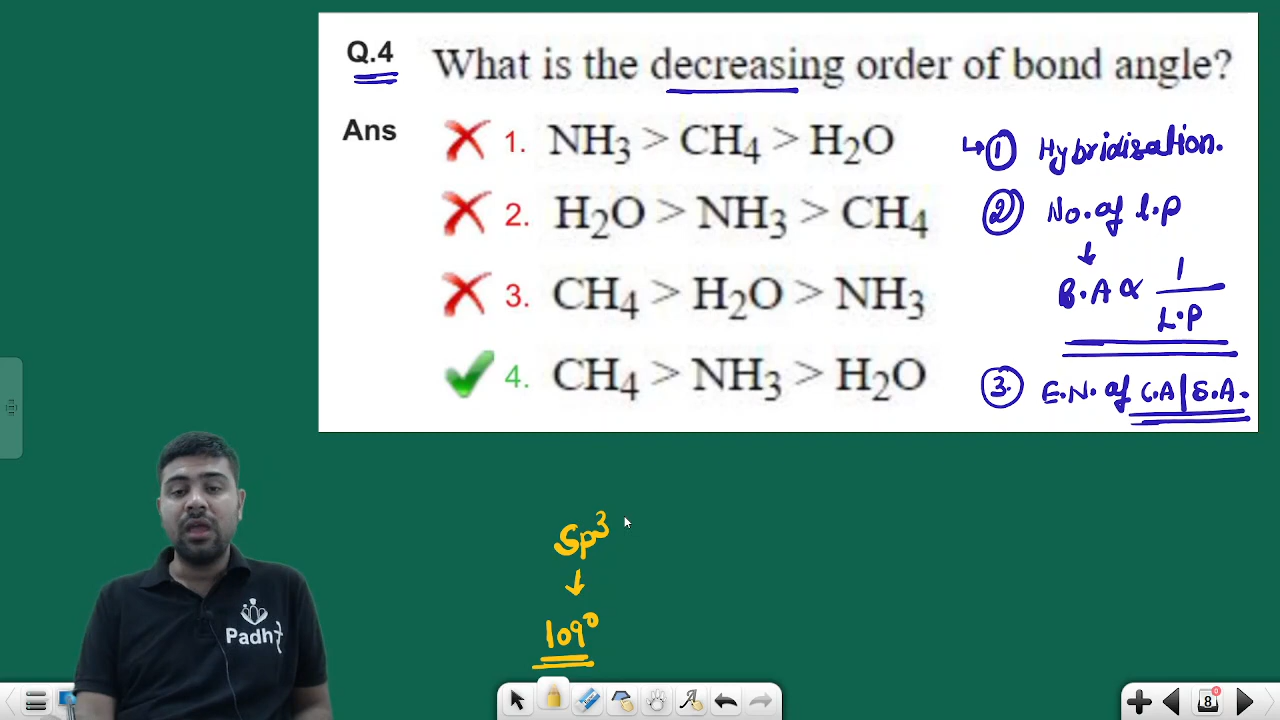 Q.4 What is the decreasing order of bond angle?
Ans
1. NH3 > CH4 > H2O
2. H2O > NH3 > CH4
3. CH4 > H2O > NH3
4. CH4 > NH3 > H2O
↳ ① Hybridization.
② No. of l.p
↓
B.A ∝ 1/L.P
③ E.N. of C.A | S.A.
Sp³
↓
109°
Padh
8